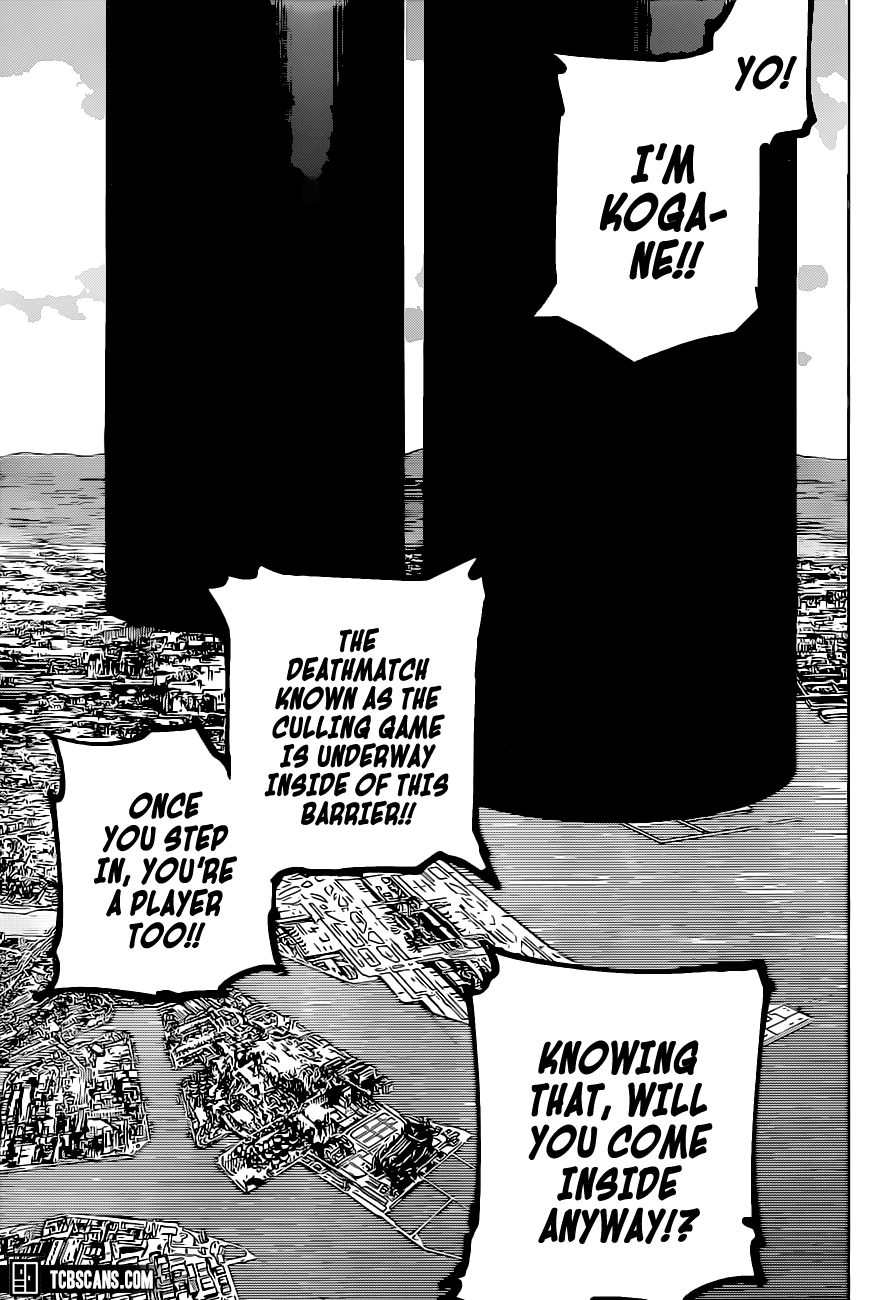 YO!
I'M
KOGA-
NE!!
THE
DEATHMATCH
KNOWN AS THE
CULLING GAME
IS UNDERWAY
INSIDE OF THIS
BARRIER!!
ONCE
YOU STEP
IN, YOU'RE
A PLAYER
TOO!!
KNOWING
THAT, WILL
YOU COME
INSIDE
ANYWAY!?
TCBSCANS.COM